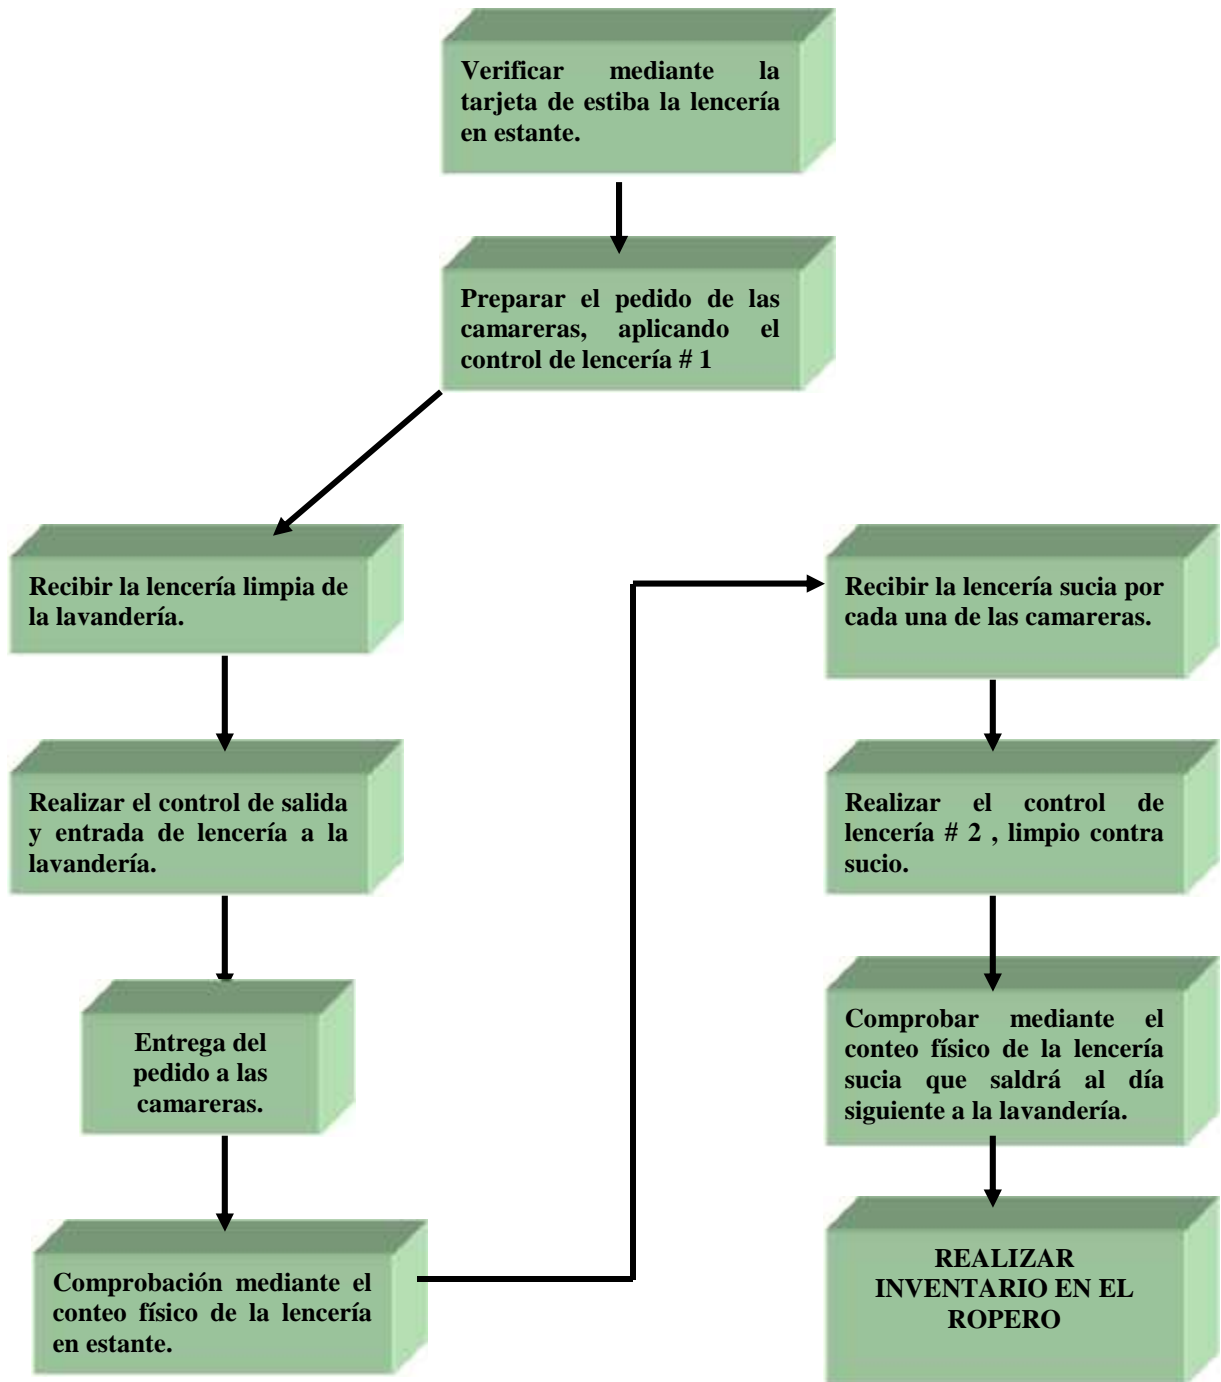 Verificar mediante la
tarjeta de estiba la lencería
en estante.
Preparar el pedido de las
camareras, aplicando el
control de lencería # 1
Recibir la lencería limpia de
la lavandería.
Realizar el control de salida
y entrada de lencería a la
lavandería.
Entrega del
pedido a las
camareras.
Comprobación mediante el
conteo físico de la lencería
en estante.
Recibir la lencería sucia por
cada una de las camareras.
Realizar el control de
lencería # 2 , limpio contra
sucio.
Comprobar mediante el
conteo físico de la lencería
sucia que saldrá al día
siguiente a la lavandería.
REALIZAR
INVENTARIO EN EL
ROPERO